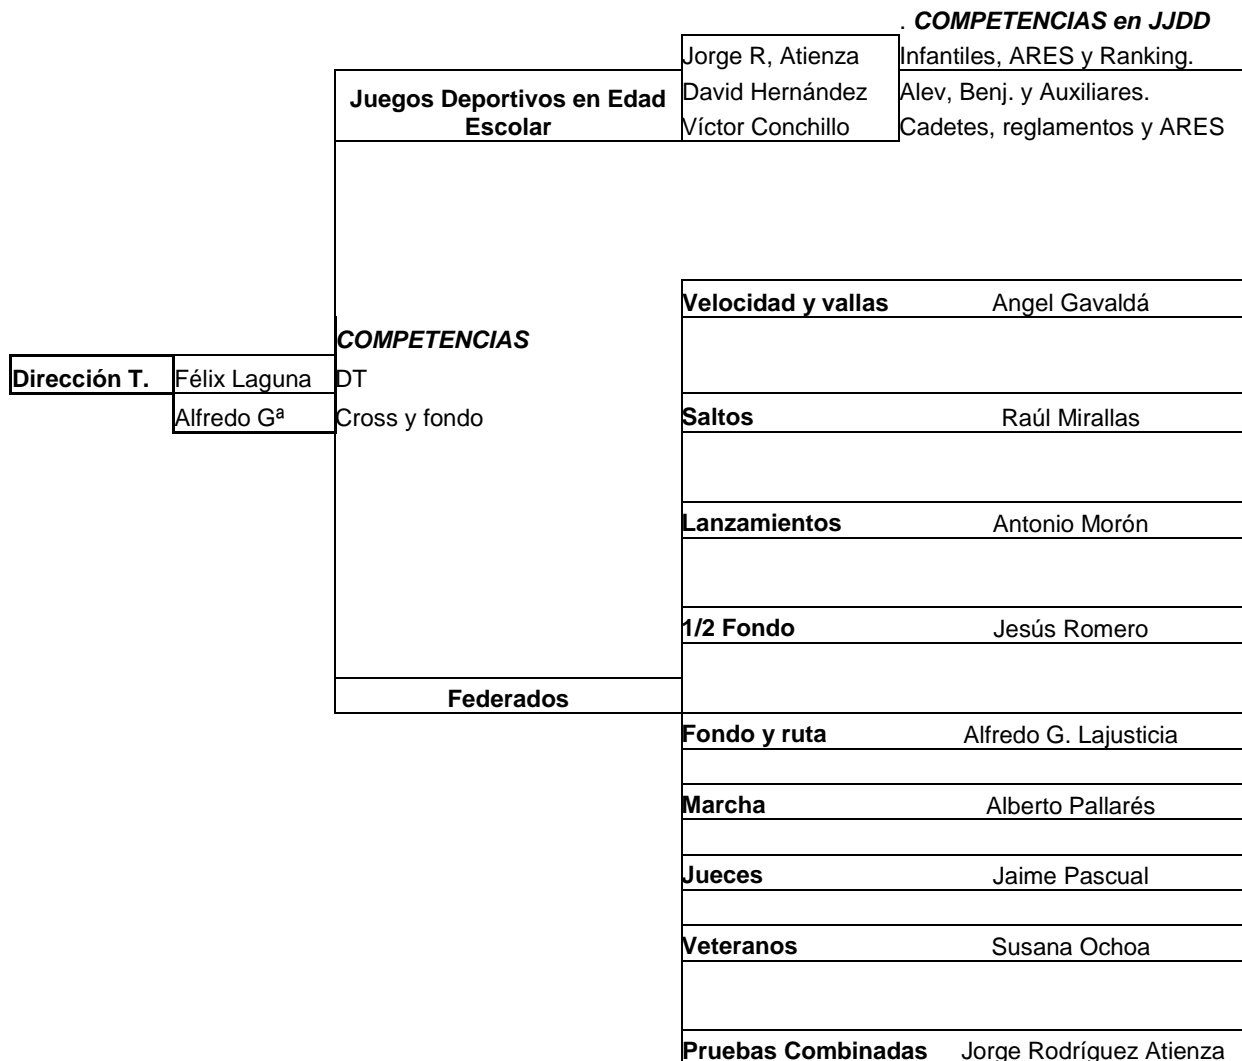 . COMPETENCIAS en JJDD
Jorge R, Atienza Infantiles, ARES y Ranking.
Juegos Deportivos en Edad
Escolar
David Hernández Alev, Benj. y Auxiliares.
Víctor Conchillo Cadetes, reglamentos y ARES
Velocidad y vallas Angel Gavaldá
COMPETENCIAS
Dirección T. Félix Laguna DT
Alfredo Gª Cross y fondo
Saltos Raúl Mirallas
Lanzamientos Antonio Morón
1/2 Fondo Jesús Romero
Federados
Fondo y ruta Alfredo G. Lajusticia
Marcha Alberto Pallarés
Jueces Jaime Pascual
Veteranos Susana Ochoa
Pruebas Combinadas Jorge Rodríguez Atienza